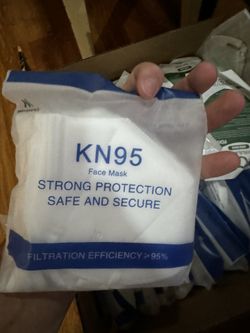 KN95
Face Mask
STRONG PROTECTION
SAFE AND SECURE
FILTRATION EFFICIENCY ≥95%